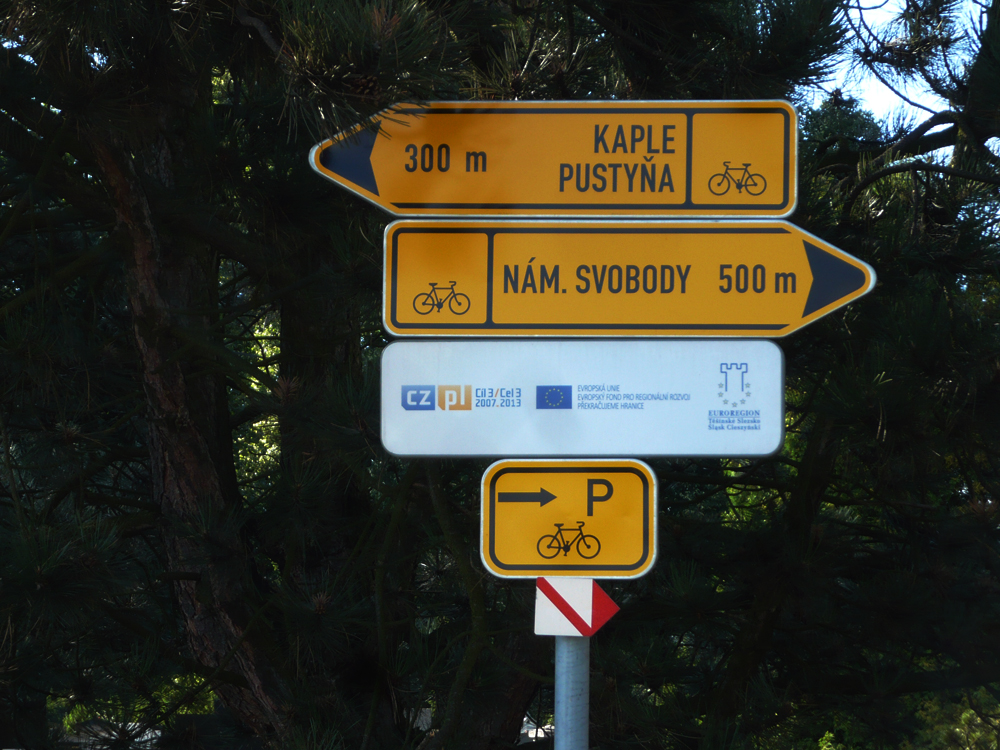 KAPLE
300 m PUSTYŇA
NÁM. SVOBODY 500 m
cz pl Cíl 3/Cel 3
2007.2013
EVROPSKÁ UNIE
EVROPSKÝ FOND PRO REGIONÁLNÍ ROZVOJ
PŘEKRAČUJEME HRANICE
EUROREGION
Těšínské Slezsko
Śląsk Cieszyński
P